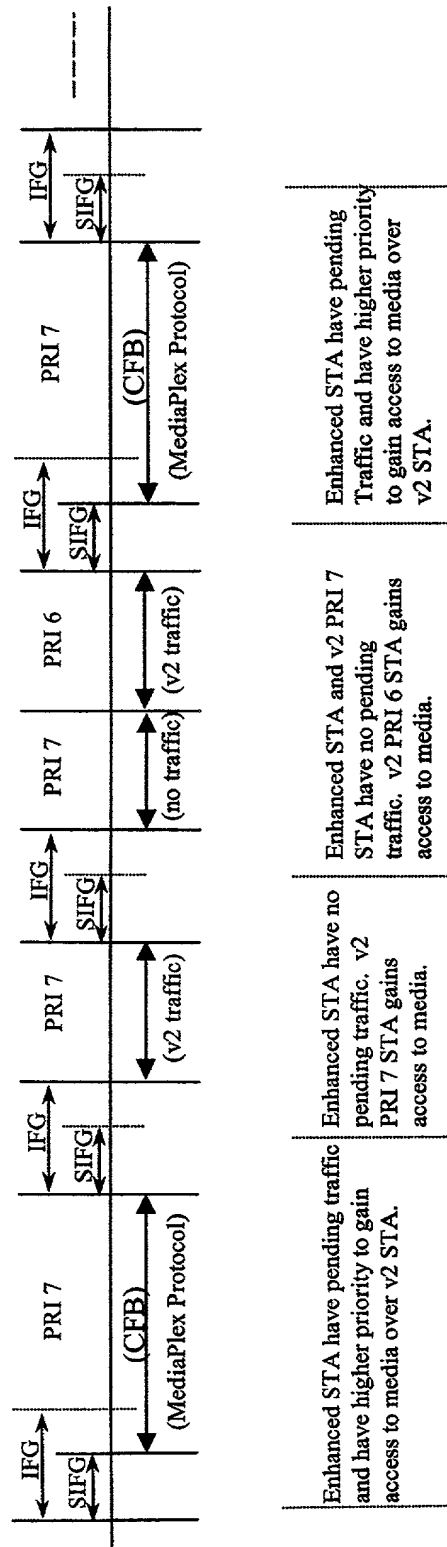 IFG
SIFG
PRI 7
(CFB)
(MediaPlex Protocol)
IFG
SIFG
PRI 7
(v2 traffic)
IFG
SIFG
PRI 7
(no traffic)
PRI 6
(v2 traffic)
IFG
SIFG
PRI 7
(CFB)
(MediaPlex Protocol)
IFG
SIFG
Enhanced STA have pending traffic
and have higher priority to gain
access to media over v2 STA.
Enhanced STA have no
pending traffic. v2
PRI 7 STA gains
access to media.
Enhanced STA and v2 PRI 7
STA have no pending
traffic. v2 PRI 6 STA gains
access to media.
Enhanced STA have pending
Traffic and have higher priority
to gain access to media over
v2 STA.